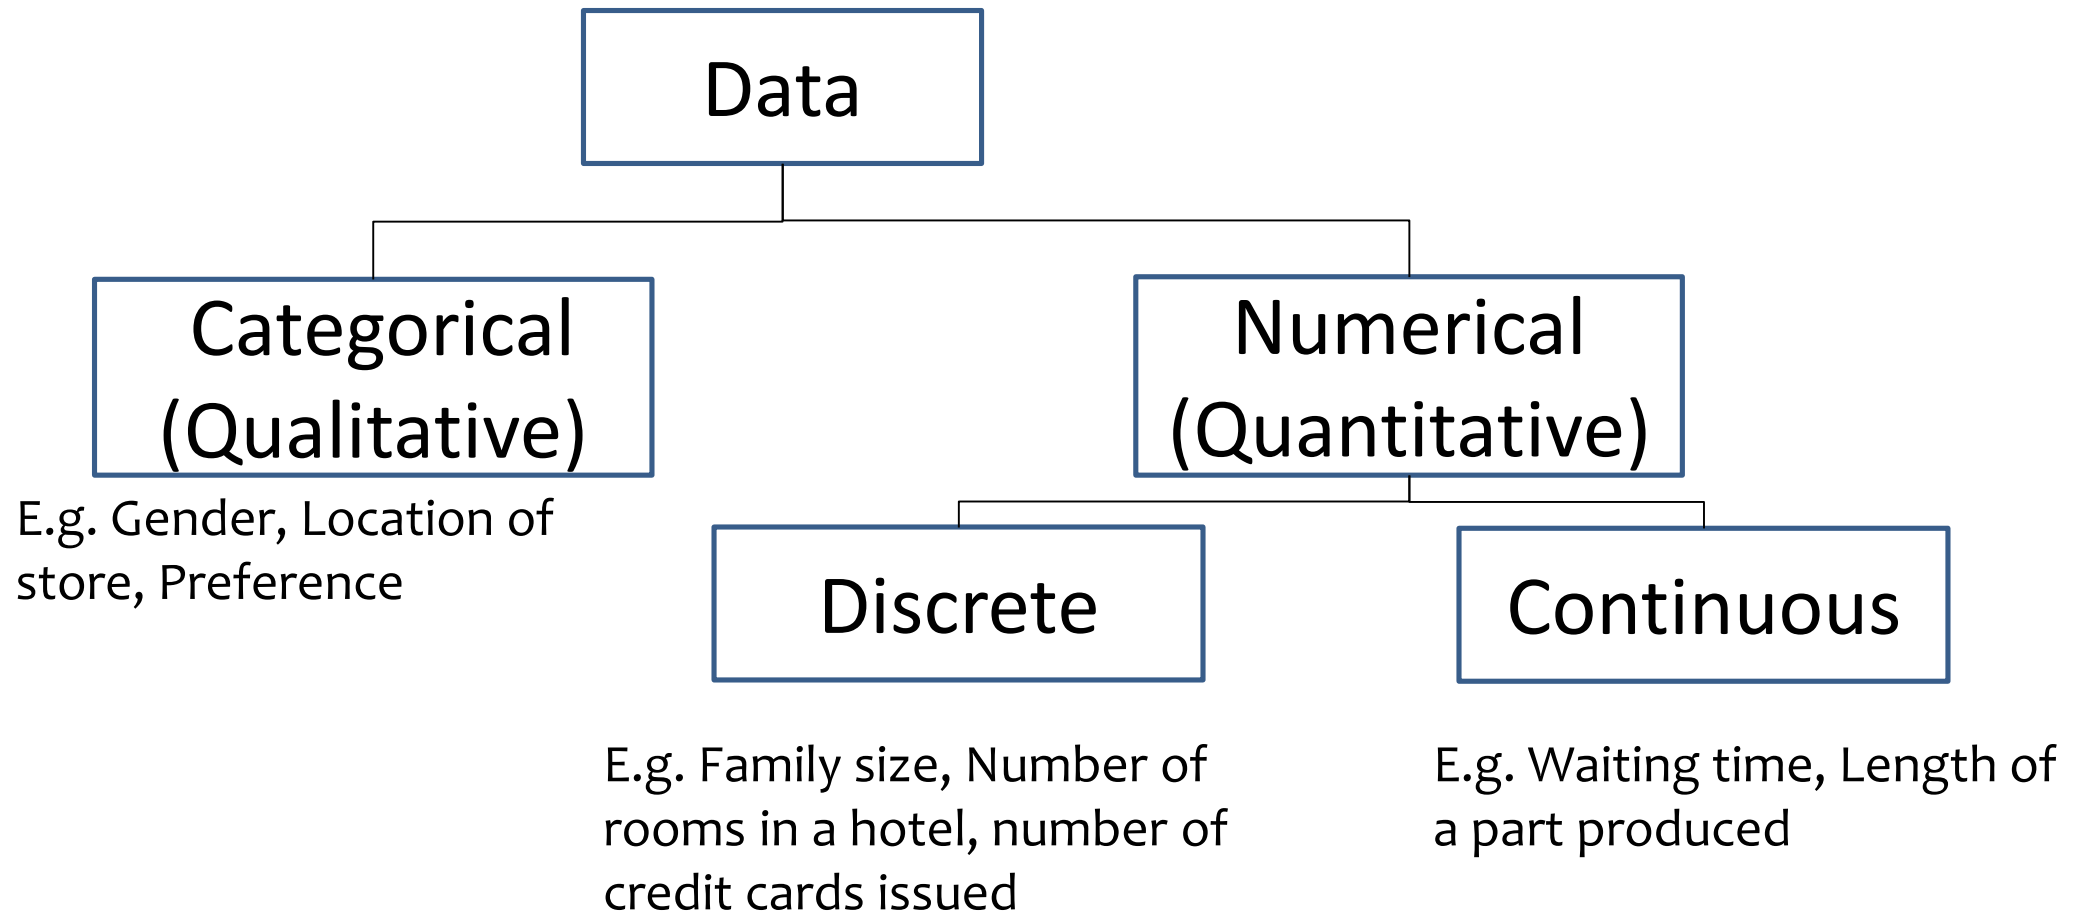 Data
Categorical
(Qualitative)
Numerical
(Quantitative)
E.g. Gender, Location of
store, Preference
Discrete
Continuous
E.g. Family size, Number of
rooms in a hotel, number of
credit cards issued
E.g. Waiting time, Length of
a part produced